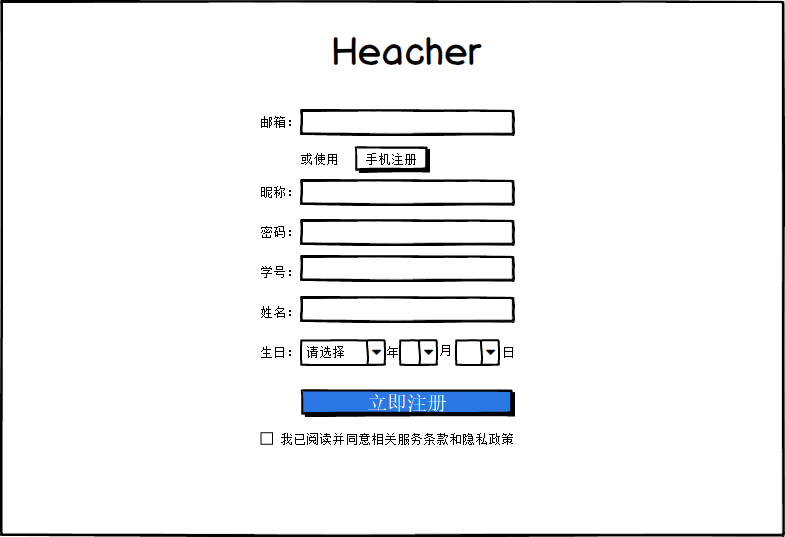 Heacher
邮箱：
或使用 手机注册
昵称：
密码：
学号：
姓名：
生日： 请选择 年 月 日
立即注册
我已阅读并同意相关服务条款和隐私政策